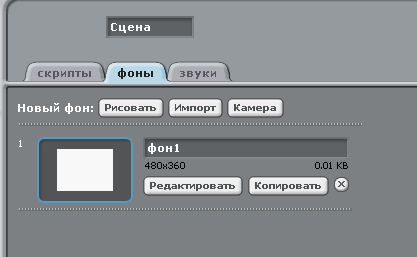 Сцена
скрипты фоны звуки
Новый фон: Рисовать Импорт Камера
1
фон1
480x360 0.01 KB
Редактировать Копировать